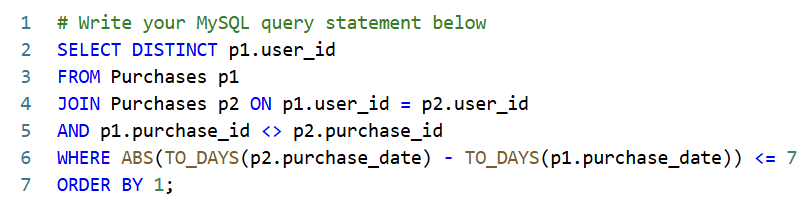 1 # Write your MySQL query statement below
2 SELECT DISTINCT p1.user_id
3 FROM Purchases p1
4 JOIN Purchases p2 ON p1.user_id = p2.user_id
5 AND p1.purchase_id <> p2.purchase_id
6 WHERE ABS(TO_DAYS(p2.purchase_date) - TO_DAYS(p1.purchase_date)) <= 7
7 ORDER BY 1;